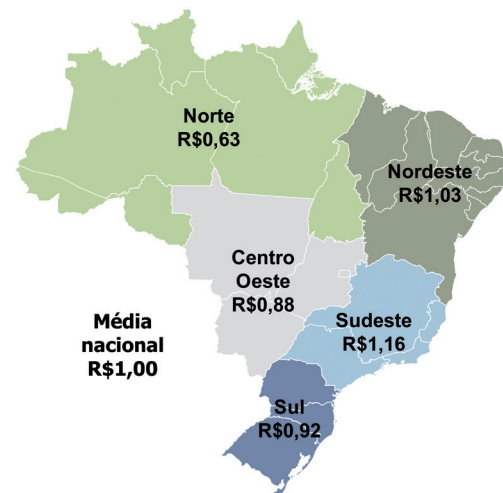 Norte
R$0,63
Nordeste
R$1,03
Centro
Oeste
R$0,88
Média
nacional
R$1,00
Sudeste
R$1,16
Sul
R$0,92